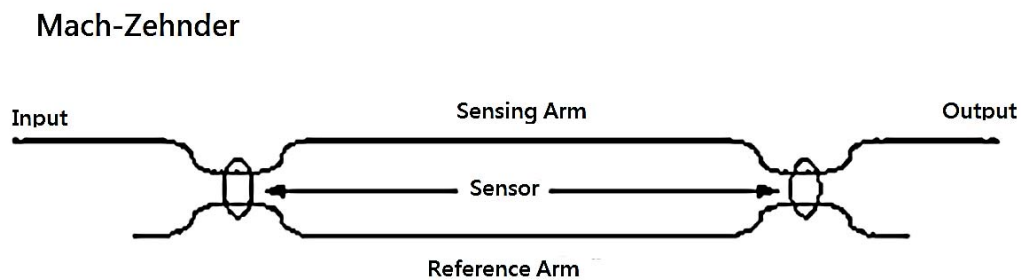 Mach-Zehnder
Input
Sensing Arm
Output
Sensor
Reference Arm